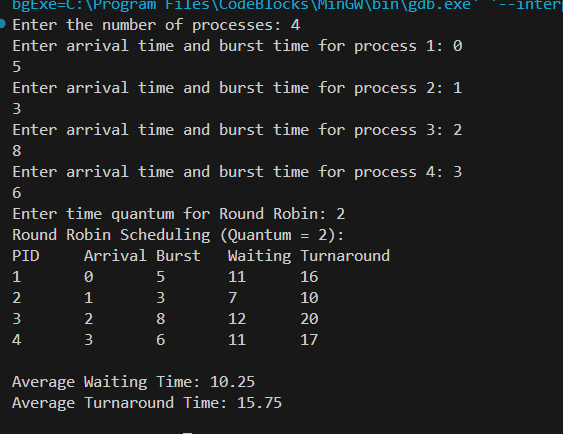 bgExe=C:\Program Files\CodeBlocks\MinGW\bin\gdb.exe' '--interp
Enter the number of processes: 4
Enter arrival time and burst time for process 1: 0
5
Enter arrival time and burst time for process 2: 1
3
Enter arrival time and burst time for process 3: 2
8
Enter arrival time and burst time for process 4: 3
6
Enter time quantum for Round Robin: 2
Round Robin Scheduling (Quantum = 2):
PID Arrival Burst Waiting Turnaround
1 0 5 11 16
2 1 3 7 10
3 2 8 12 20
4 3 6 11 17
Average Waiting Time: 10.25
Average Turnaround Time: 15.75